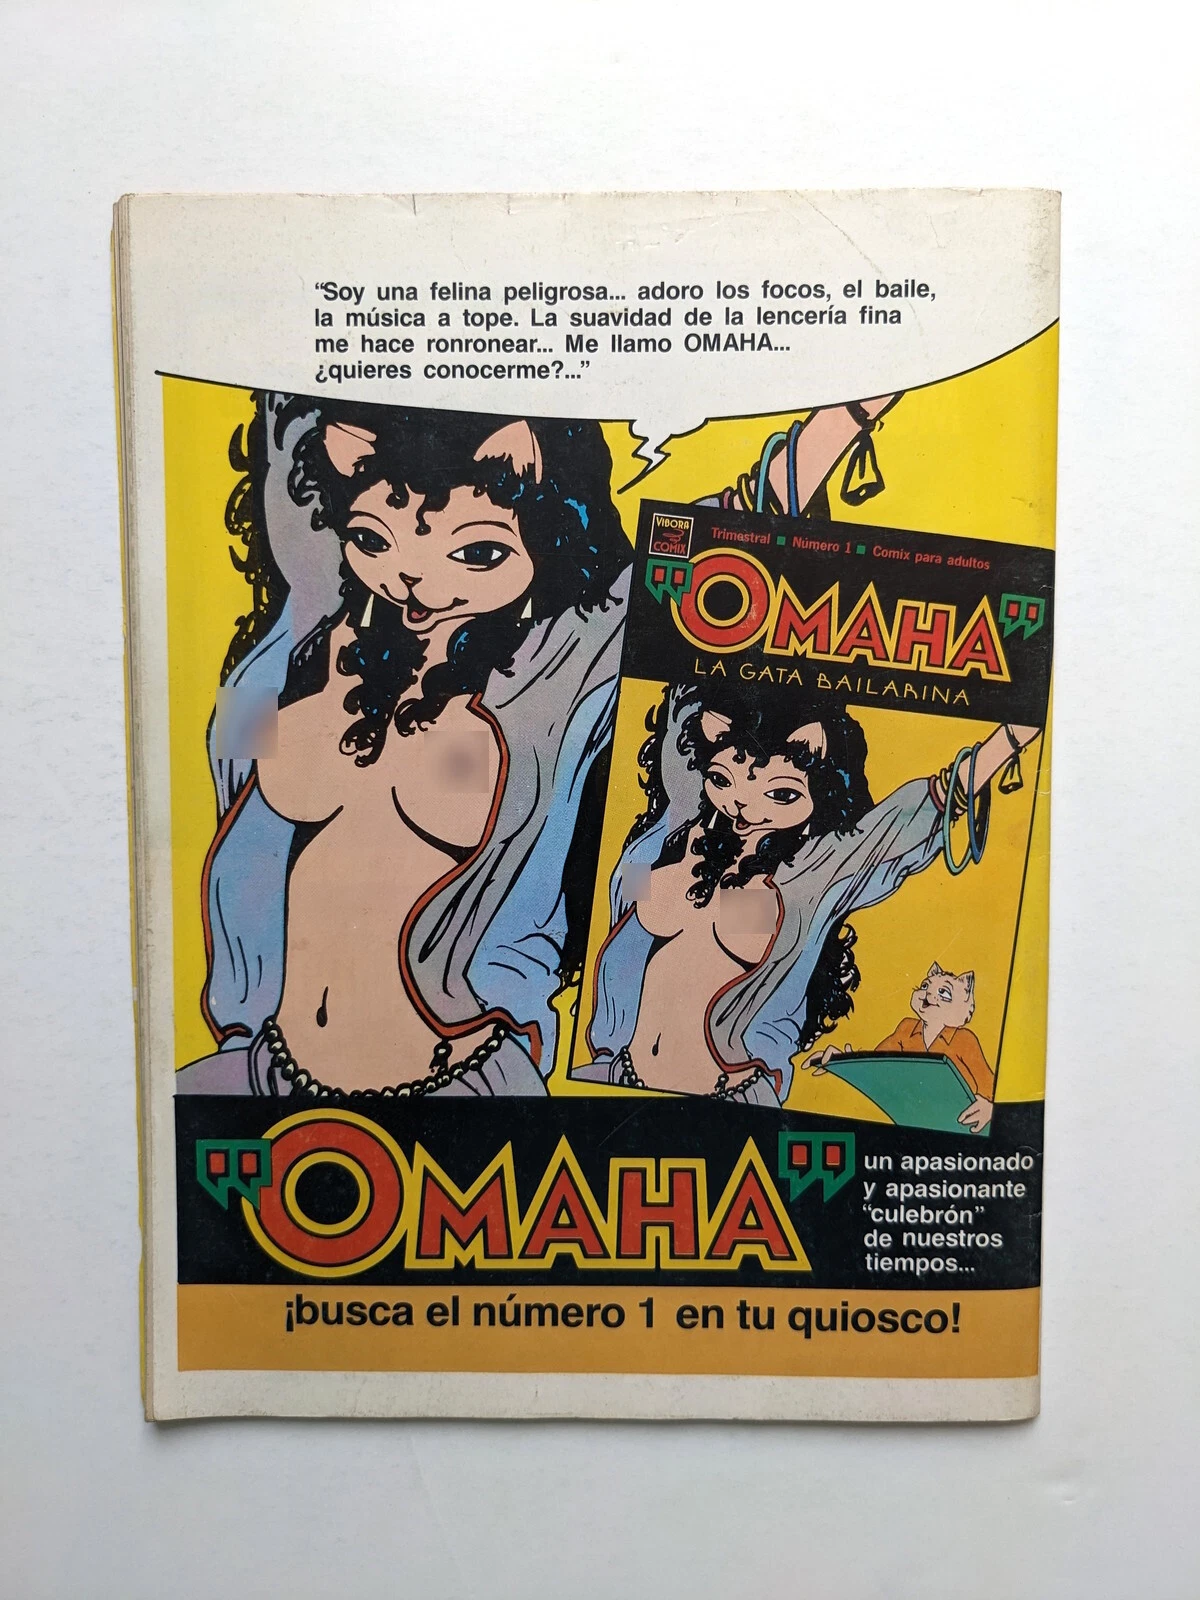 “Soy una felina peligrosa... adoro los focos, el baile,
la música a tope. La suavidad de la lencería fina
me hace ronronear... Me llamo OMAHA...
¿quieres conocerme?...”
VIBORA
COMIX
Trimestral ■ Número 1 ■ Comix para adultos
"OMAHA"
LA GATA BAILARINA
"OMAHA"
un apasionado
y apasionante
“culebrón”
de nuestros
tiempos...
¡busca el número 1 en tu quiosco!